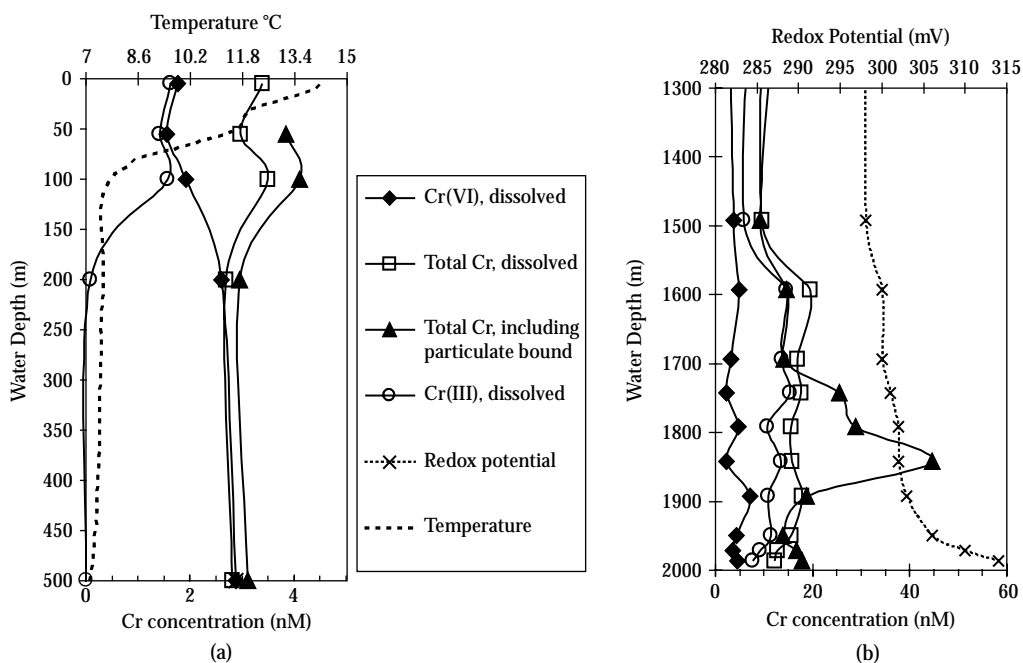 Temperature °C
7 8.6 10.2 11.8 13.4 15
0
50
100
150
200
250
300
350
400
450
500
Water Depth (m)
0 2 4
Cr concentration (nM)
(a)
Cr(VI), dissolved
Total Cr, dissolved
Total Cr, including
particulate bound
Cr(III), dissolved
Redox potential
Temperature
Redox Potential (mV)
280 285 290 295 300 305 310 315
1300
1400
1500
1600
1700
1800
1900
2000
Water Depth (m)
0 20 40 60
Cr concentration (nM)
(b)